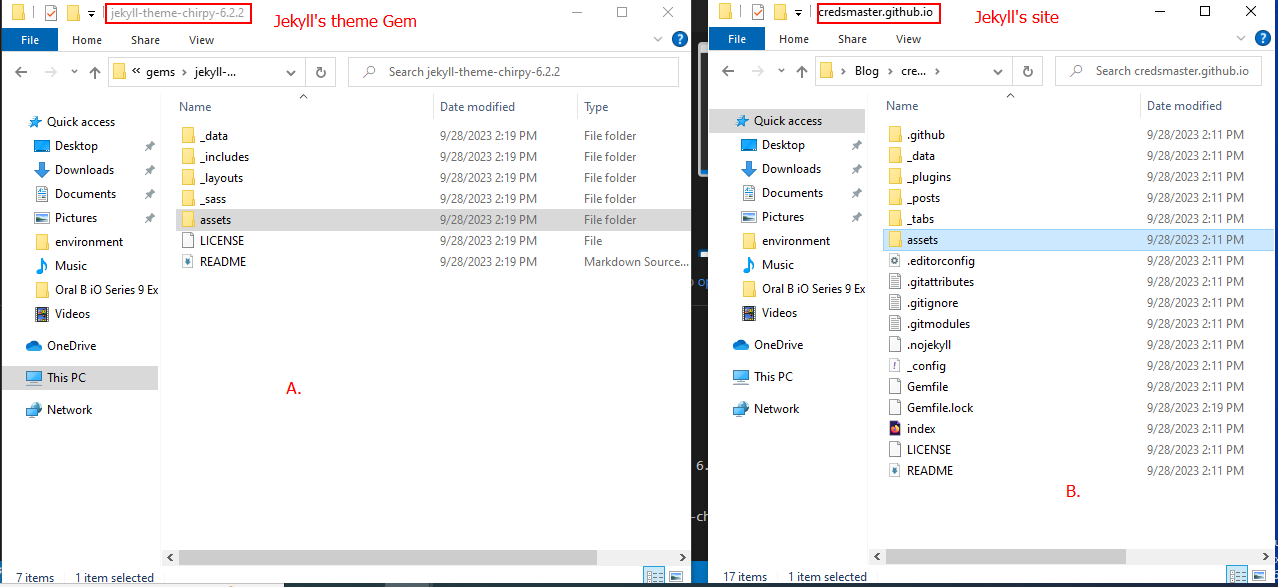 jekyll-theme-chirpy-6.2.2
Jekyll's theme Gem
File Home Share View
« gems › jekyll-...
Search jekyll-theme-chirpy-6.2.2
Name Date modified Type
Quick access
Desktop
Downloads
Documents
Pictures
environment
Music
Oral B iO Series 9 Ex
Videos
OneDrive
This PC
Network
_data 9/28/2023 2:19 PM File folder
_includes 9/28/2023 2:19 PM File folder
_layouts 9/28/2023 2:19 PM File folder
_sass 9/28/2023 2:19 PM File folder
assets 9/28/2023 2:19 PM File folder
LICENSE 9/28/2023 2:19 PM File
README 9/28/2023 2:19 PM Markdown Source...
A.
7 items 1 item selected
credsmaster.github.io
Jekyll's site
File Home Share View
› Blog › cre... ›
Search credsmaster.github.io
Name Date modified
Quick access
Desktop
Downloads
Documents
Pictures
environment
Music
Oral B iO Series 9 Ex
Videos
OneDrive
This PC
Network
.github 9/28/2023 2:11 PM
_data 9/28/2023 2:11 PM
_plugins 9/28/2023 2:11 PM
_posts 9/28/2023 2:11 PM
_tabs 9/28/2023 2:11 PM
assets 9/28/2023 2:11 PM
.editorconfig 9/28/2023 2:11 PM
.gitattributes 9/28/2023 2:11 PM
.gitignore 9/28/2023 2:11 PM
.gitmodules 9/28/2023 2:11 PM
.nojekyll 9/28/2023 2:11 PM
_config 9/28/2023 2:11 PM
Gemfile 9/28/2023 2:11 PM
Gemfile.lock 9/28/2023 2:19 PM
index 9/28/2023 2:11 PM
LICENSE 9/28/2023 2:11 PM
README 9/28/2023 2:11 PM
B.
17 items 1 item selected